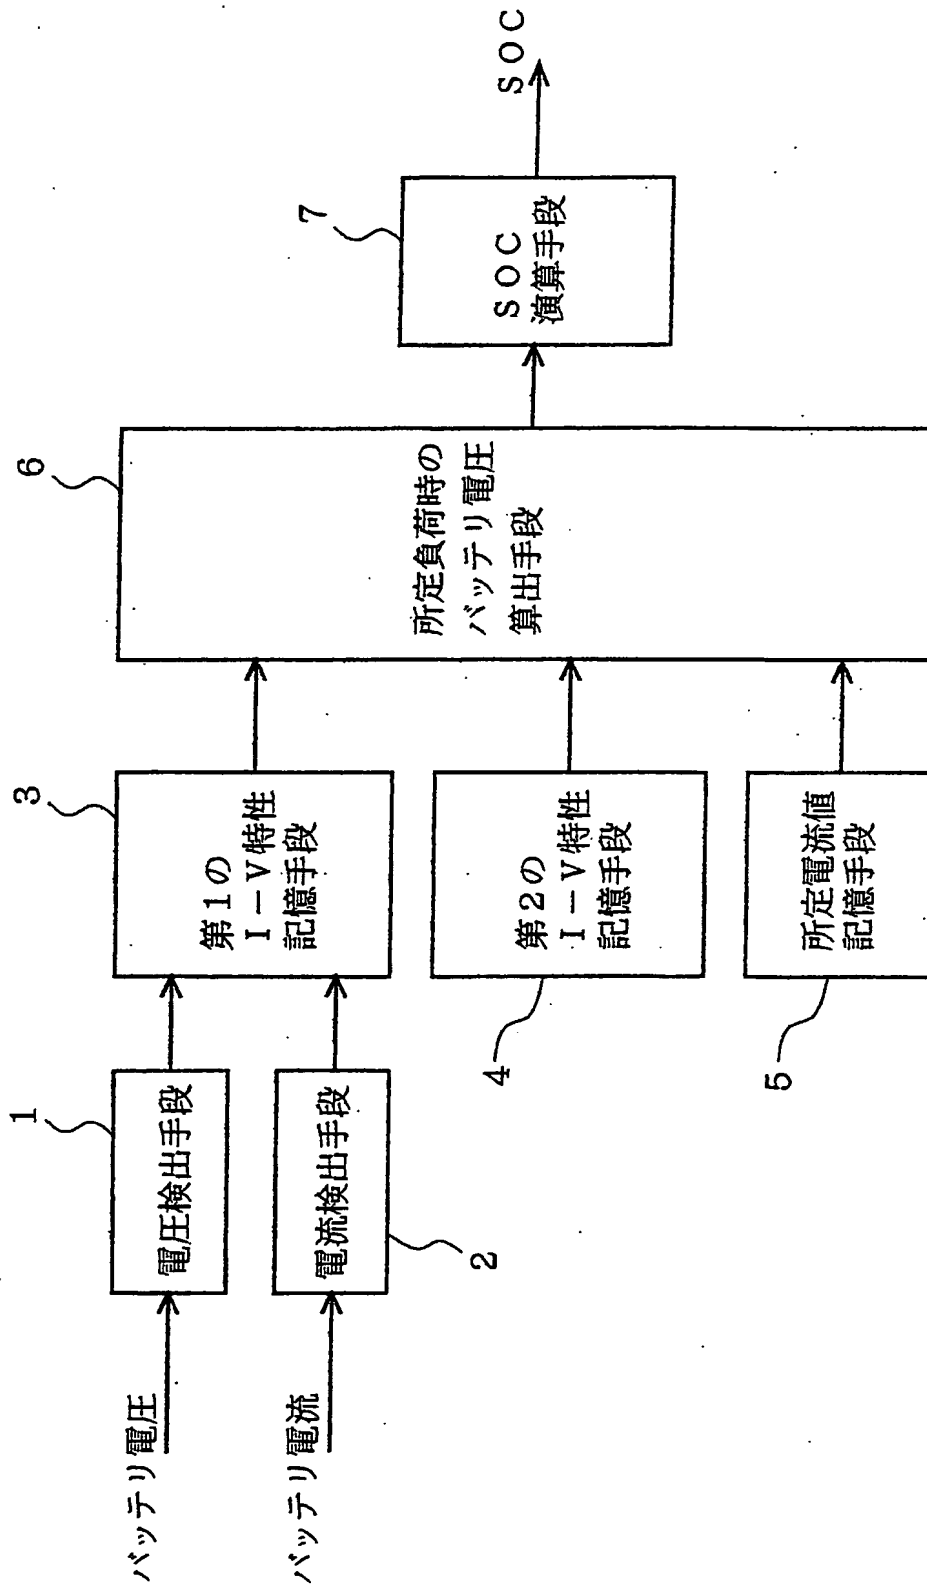 バッテリ電圧
バッテリ電流
1
電圧検出手段
電流検出手段
2
3
第1の
I－V特性
記憶手段
4
第2の
I－V特性
記憶手段
5
所定電流値
記憶手段
6
所定負荷時の
バッテリ電圧
算出手段
7
SOC
演算手段
SOC